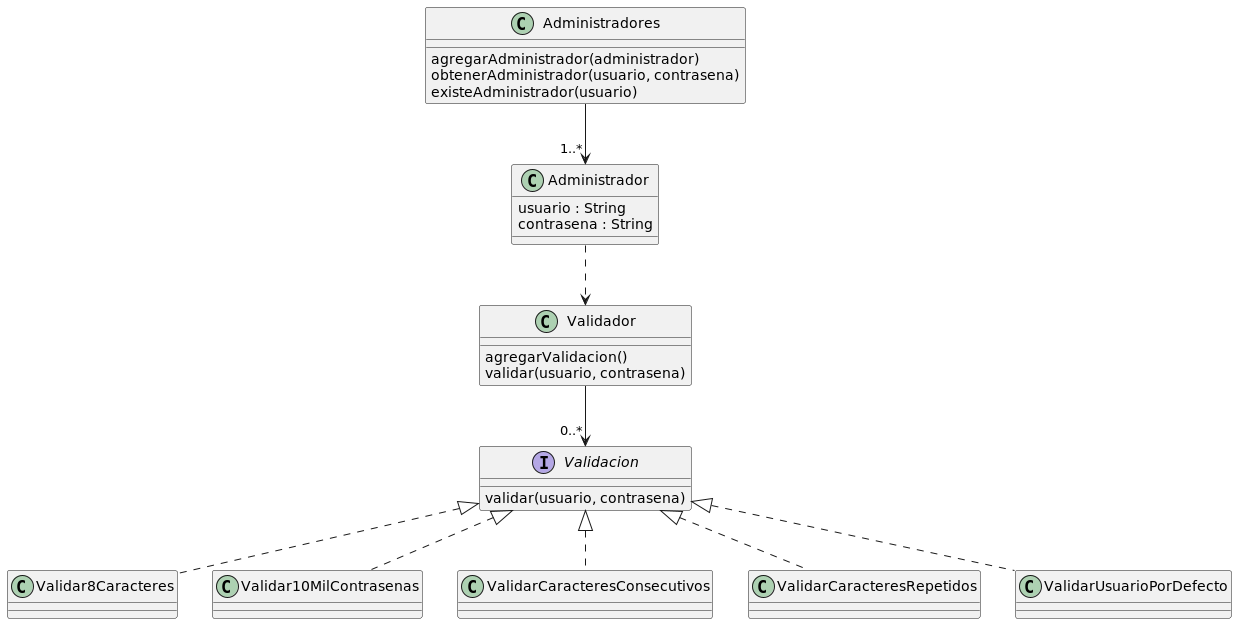 C Administradores
agregarAdministrador(administrador)
obtenerAdministrador(usuario, contrasena)
existeAdministrador(usuario)
1..*
C Administrador
usuario : String
contrasena : String
C Validador
agregarValidacion()
validar(usuario, contrasena)
0..*
I Validacion
validar(usuario, contrasena)
C Validar8Caracteres
C Validar10MilContrasenas
C ValidarCaracteresConsecutivos
C ValidarCaracteresRepetidos
C ValidarUsuarioPorDefecto